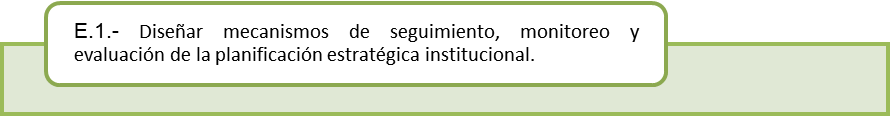 E.1.- Diseñar mecanismos de seguimiento, monitoreo y
evaluación de la planificación estratégica institucional.